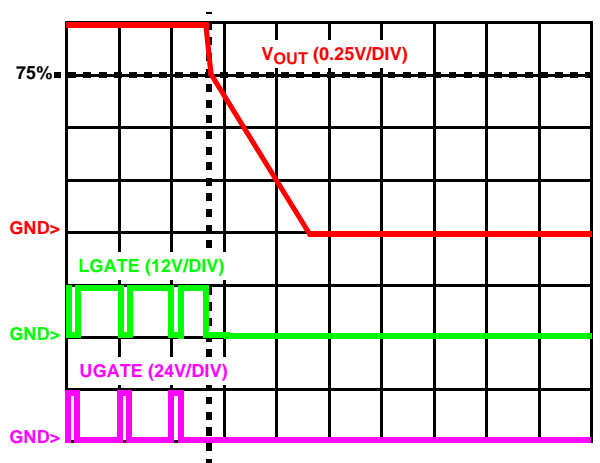 VOUT (0.25V/DIV)
75%
GND>
LGATE (12V/DIV)
GND>
UGATE (24V/DIV)
GND>